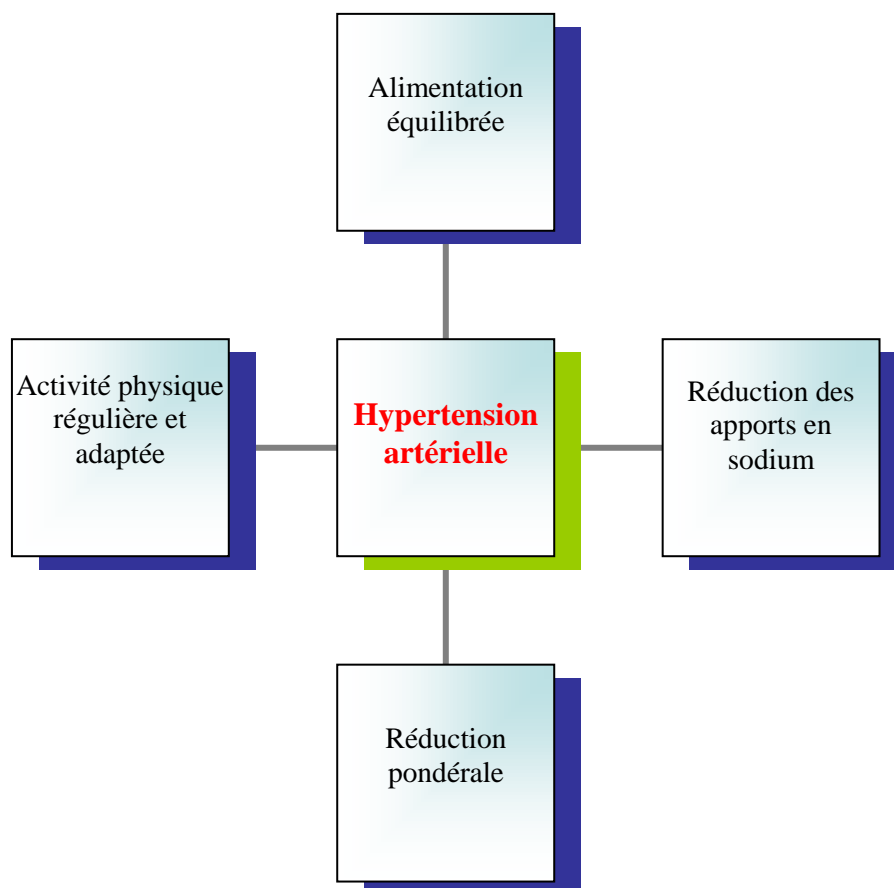 Alimentation
équilibrée
Activité physique
régulière et
adaptée
Hypertension
artérielle
Réduction des
apports en
sodium
Réduction
pondérale